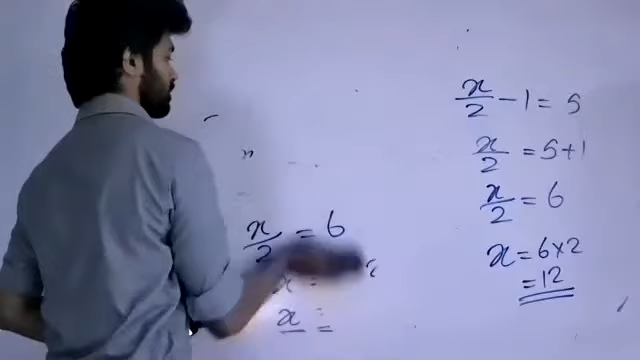 x/2 - 1 = 5
x/2 = 5+1
x/2 = 6
x = 6×2
= 12
x/2 = 6
x =
x =